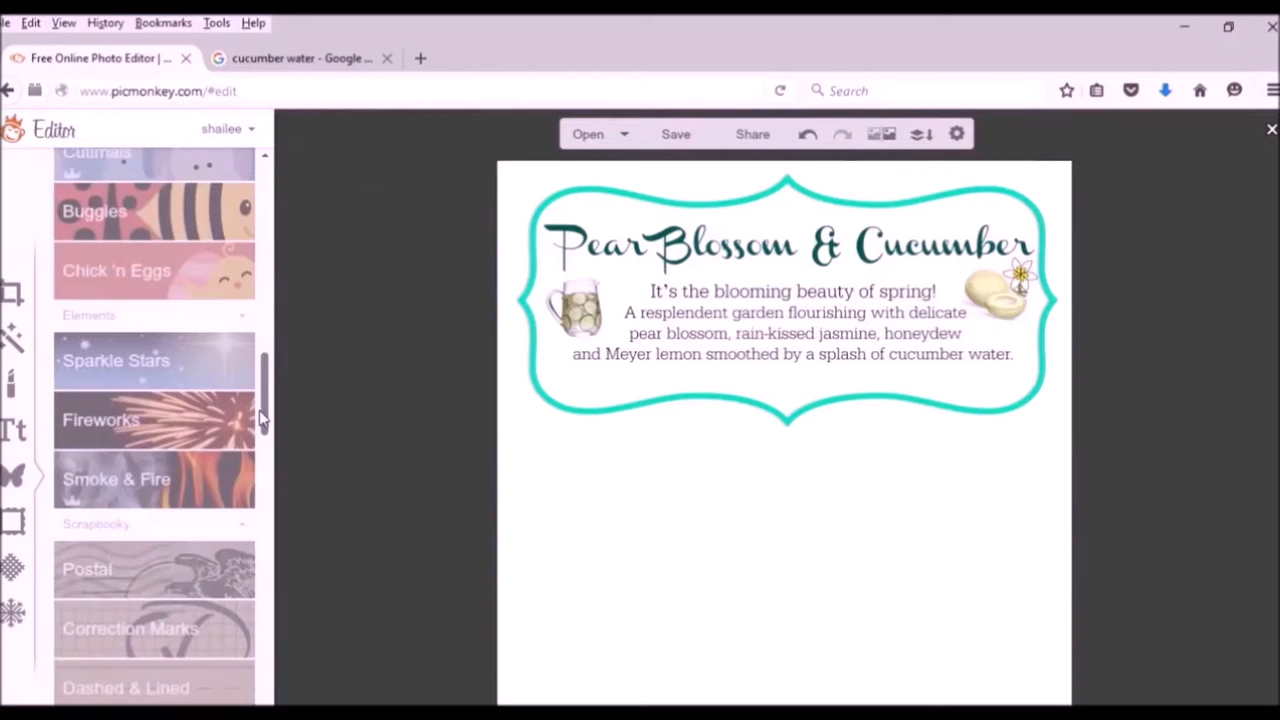 Edit View History Bookmarks Tools Help
Free Online Photo Editor | ...
cucumber water - Google ...
www.picmonkey.com/#edit
Search
Editor
shailee
Open
Save
Share
Cutimals
Buggles
Chick 'n Eggs
Elements
Sparkle Stars
Fireworks
Smoke & Fire
Scrapbooky
Postal
Correction Marks
Dashed & Lined
Tt
Pear Blossom & Cucumber
It's the blooming beauty of spring!
A resplendent garden flourishing with delicate
pear blossom, rain-kissed jasmine, honeydew
and Meyer lemon smoothed by a splash of cucumber water.